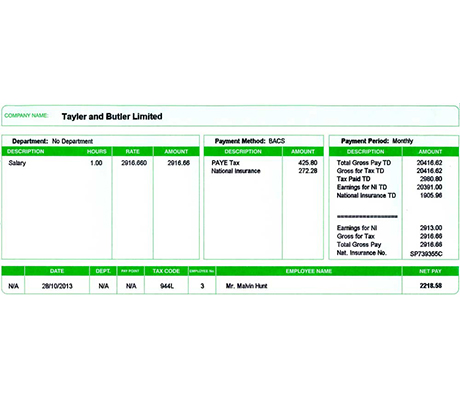 COMPANY NAME: Tayler and Butler Limited
Department: No Department Payment Method: BACS Payment Period: Monthly
DESCRIPTION HOURS RATE AMOUNT DESCRIPTION AMOUNT DESCRIPTION AMOUNT
Salary 1.00 2916.660 2916.66 PAYE Tax 425.80 Total Gross Pay TD 20416.62
National Insurance 272.28 Gross for Tax TD 20416.62
Tax Paid TD 2980.80
Earnings for NI TD 20391.00
National Insurance TD 1905.96
================
Earnings for NI 2913.00
Gross for Tax 2916.66
Total Gross Pay 2916.66
Nat. Insurance No. SP739355C
DATE DEPT. PAY POINT TAX CODE EMPLOYEE No EMPLOYEE NAME NET PAY
N/A 28/10/2013 N/A N/A 944L 3 Mr. Malvin Hunt 2218.58